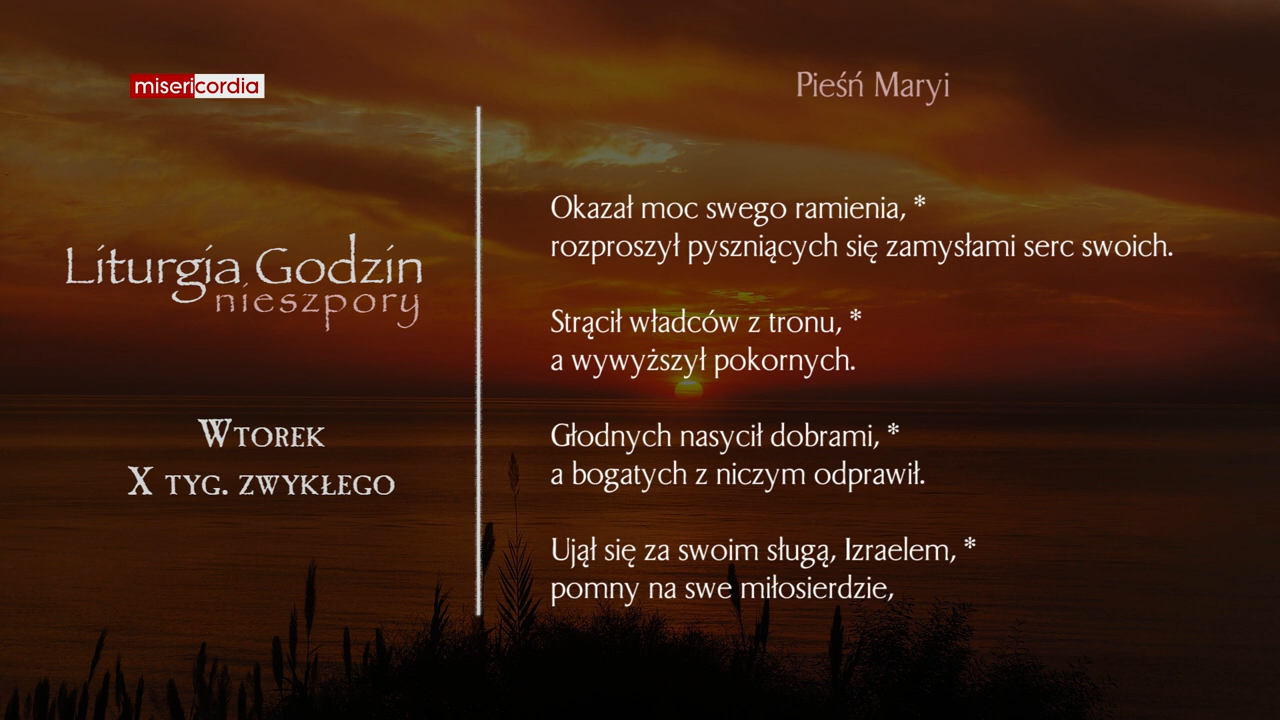 misericordia
Pieśń Maryi
Liturgia Godzin
nieszpory
Wtorek
X tyg. zwykłego
Okazał moc swego ramienia, *
rozproszył pyszniących się zamysłami serc swoich.
Strącił władców z tronu, *
a wywyższył pokornych.
Głodnych nasycił dobrami, *
a bogatych z niczym odprawił.
Ujął się za swoim sługą, Izraelem, *
pomny na swe miłosierdzie,